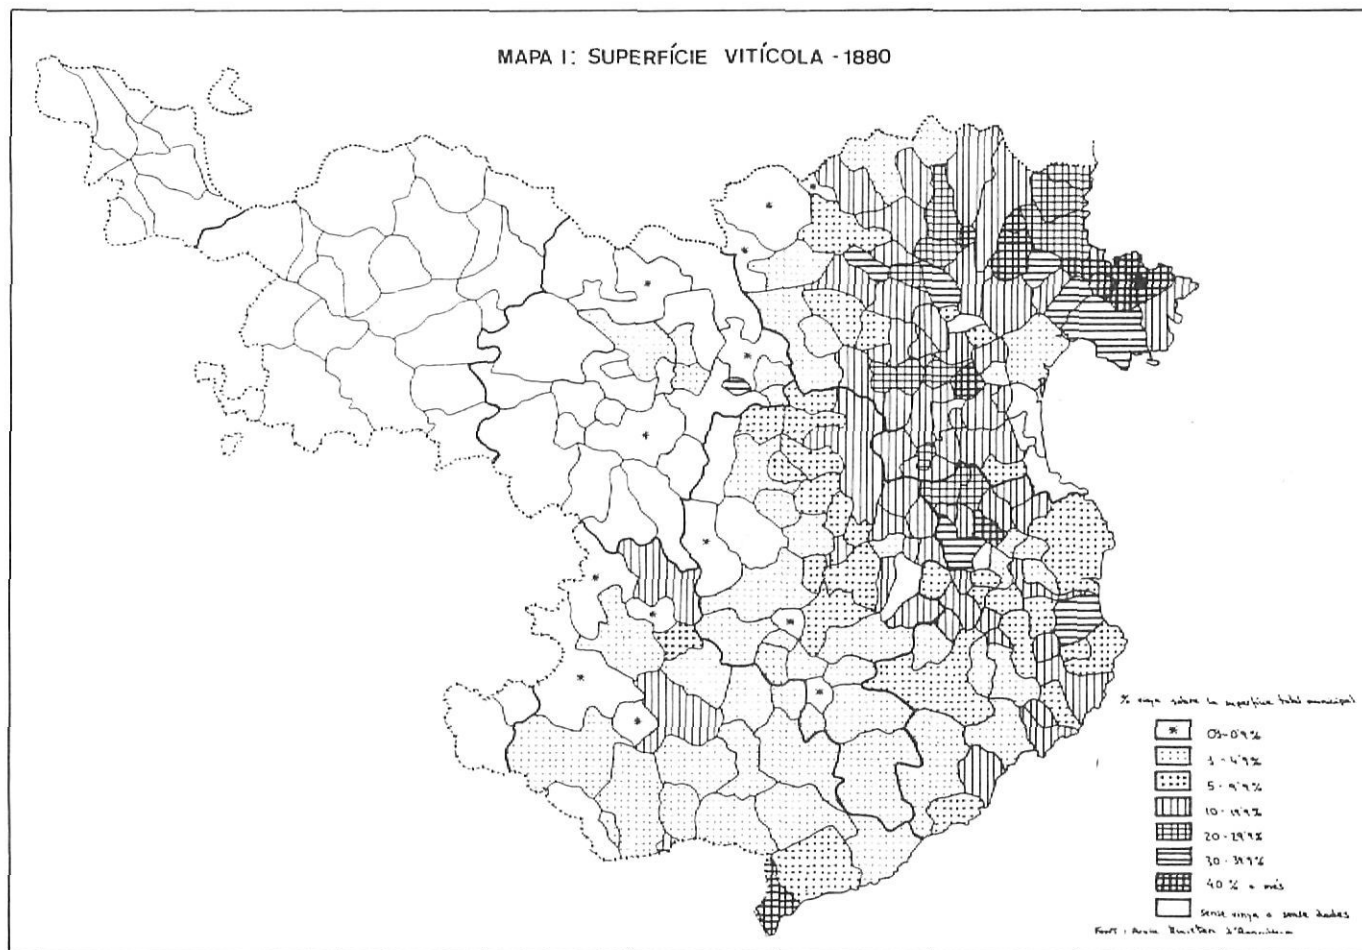 MAPA I: SUPERFÍCIE VITÍCOLA - 1880
% vinya sobre la superfície total municipal
0'1-0'9%
1 - 4'9%
5 - 9'9%
10 - 19'9%
20 - 29'9%
30 - 39'9%
40 % o més
sense vinya o sense dades
Font: